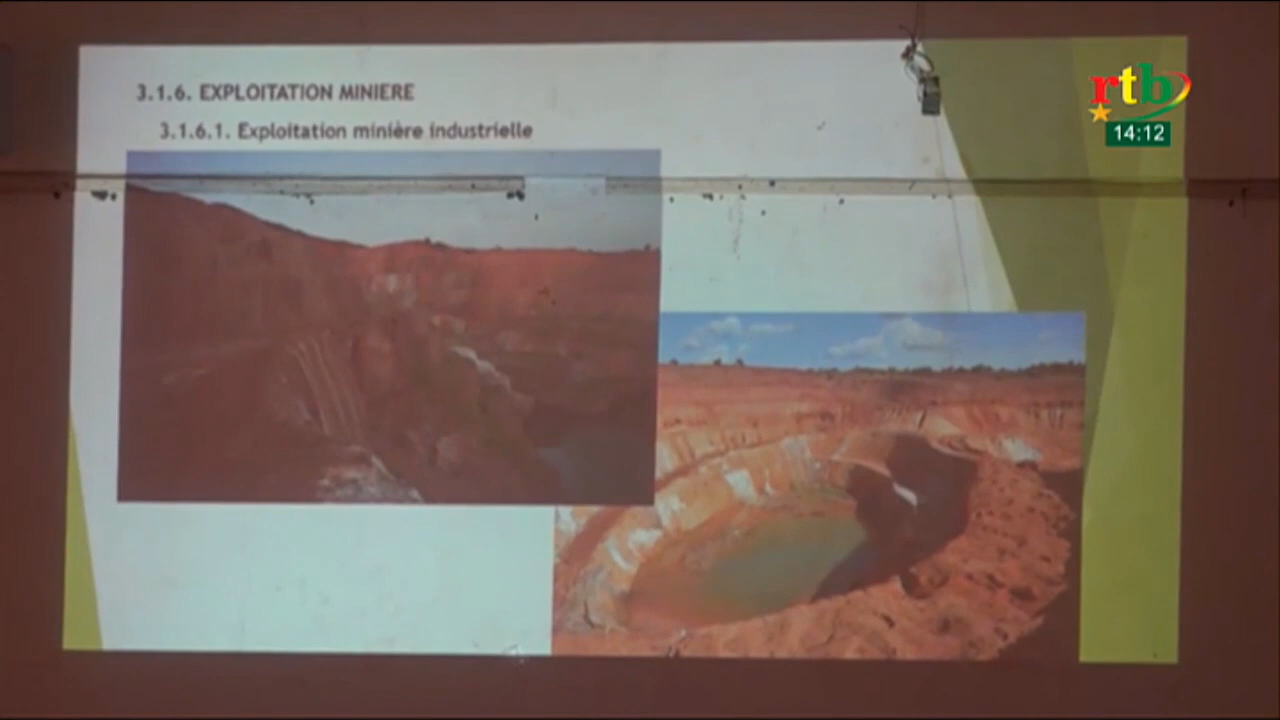 3.1.6. EXPLOITATION MINIERE
3.1.6.1. Exploitation minière industrielle
rtb
14:12